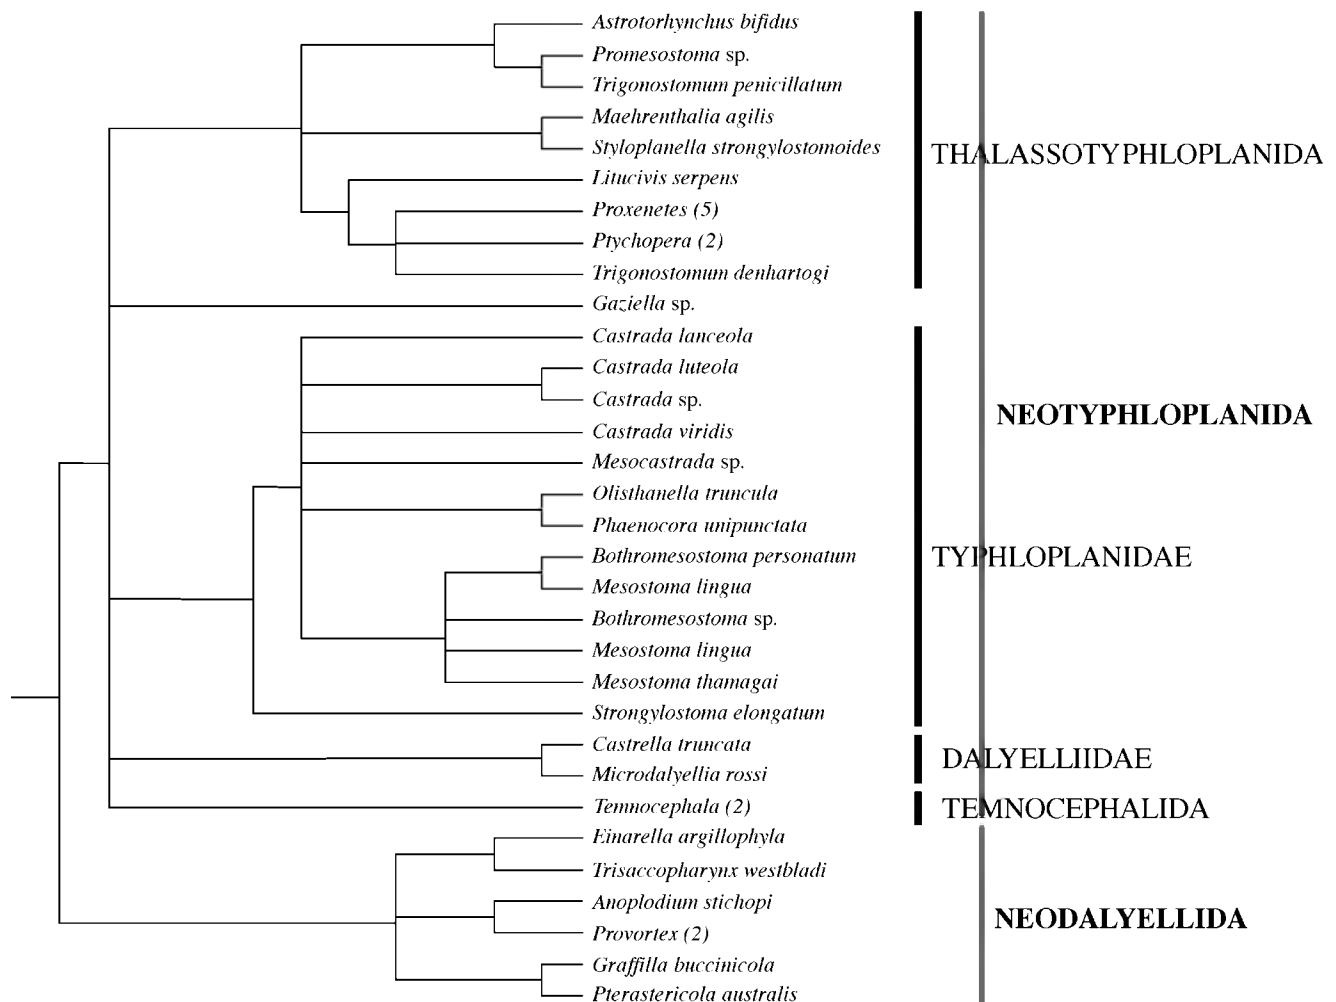 Astrotorhynchus bifidus
Promesostoma sp.
Trigonostomum penicillatum
Maehrenthalia agilis
Styloplanella strongylostomoides
THALASSOTYPHLOPLANIDA
Litucivis serpens
Proxenetes (5)
Ptychopera (2)
Trigonostomum denhartogi
Gaziella sp.
Castrada lanceola
Castrada luteola
Castrada sp.
NEOTYPHLOPLANIDA
Castrada viridis
Mesocastrada sp.
Olisthanella truncula
Phaenocora unipunctata
Bothromesostoma personatum
TYPHLOPLANIDAE
Mesostoma lingua
Bothromesostoma sp.
Mesostoma lingua
Mesostoma thamagai
Strongylostoma elongatum
Castrella truncata
DALYELLIIDAE
Microdalyellia rossi
Temnocephala (2)
TEMNOCEPHALIDA
Einarella argillophyla
Trisaccopharynx westbladi
Anoplodium stichopi
NEODALYELLIDA
Provortex (2)
Graffilla buccinicola
Pterastericola australis